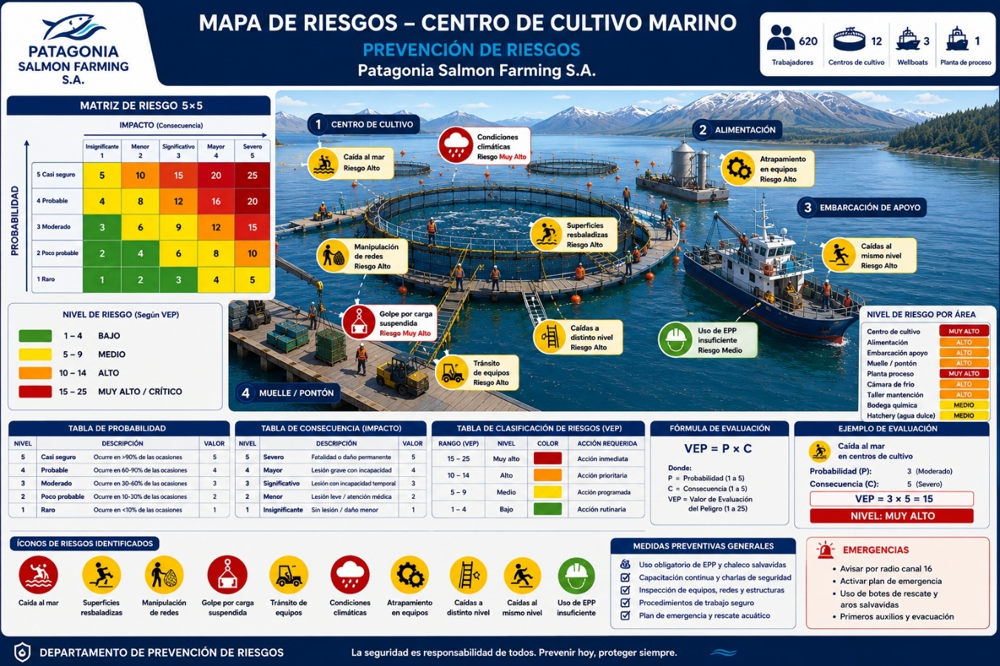 PATAGONIA
SALMON FARMING
S.A.
MAPA DE RIESGOS – CENTRO DE CULTIVO MARINO
PREVENCIÓN DE RIESGOS
Patagonia Salmon Farming S.A.
620
Trabajadores
12
Centros de cultivo
3
Wellboats
1
Planta de proceso
MATRIZ DE RIESGO 5×5
IMPACTO (Consecuencia)
PROBABILIDAD
Insignificante Menor Significativo Mayor Severo
1 2 3 4 5
5 Casi seguro 5 10 15 20 25
4 Probable 4 8 12 16 20
3 Moderado 3 6 9 12 15
2 Poco probable 2 4 6 8 10
1 Raro 1 2 3 4 5
NIVEL DE RIESGO (Según VEP)
1 – 4 BAJO
5 – 9 MEDIO
10 – 14 ALTO
15 – 25 MUY ALTO / CRÍTICO
1 CENTRO DE CULTIVO
Caída al mar
Riesgo Alto
Condiciones
climáticas
Riesgo Muy Alto
2 ALIMENTACIÓN
Atrapamiento
en equipos
Riesgo Alto
3 EMBARCACIÓN DE APOYO
Superficies
resbaladizas
Riesgo Alto
Manipulación
de redes
Riesgo Alto
Caídas al
mismo nivel
Riesgo Alto
Golpe por carga
suspendida
Riesgo Muy Alto
Caídas a
distinto nivel
Riesgo Alto
Uso de EPP
insuficiente
Riesgo Medio
Tránsito
de equipos
Riesgo Alto
4 MUELLE / PONTÓN
NIVEL DE RIESGO POR ÁREA
Centro de cultivo MUY ALTO
Alimentación ALTO
Embarcación apoyo ALTO
Muelle / pontón ALTO
Planta proceso MUY ALTO
Cámara de frio ALTO
Taller mantención ALTO
Bodega quimica MEDIO
Hatchery (agua dulce) MEDIO
TABLA DE PROBABILIDAD
NIVEL DESCRIPCIÓN VALOR
5 Casi seguro Ocurre en >90% de las ocasiones 5
4 Probable Ocurre en 60-90% de las ocasiones 4
3 Moderado Ocurre en 30-60% de las ocasiones 3
2 Poco probable Ocurre en 10-30% de las ocasiones 2
1 Raro Ocurre en <10% de las ocasiones 1
TABLA DE CONSECUENCIA (IMPACTO)
NIVEL DESCRIPCIÓN VALOR
5 Severo Fatalidad o daño permanente 5
4 Mayor Lesión grave con incapacidad 4
3 Significativo Lesión con incapacidad temporal 3
2 Menor Lesión leve / atención médica 2
1 Insignificante Sin lesión / daño menor 1
TABLA DE CLASIFICACIÓN DE RIESGOS (VEP)
RANGO (VEP) NIVEL COLOR ACCIÓN REQUERIDA
15 – 25 Muy alto Acción inmediata
10 – 14 Alto Acción prioritaria
5 – 9 Medio Acción programada
1 – 4 Bajo Acción rutinaria
FÓRMULA DE EVALUACIÓN
VEP = P × C
Donde:
P = Probabilidad (1 a 5)
C = Consecuencia (1 a 5)
VEP = Valor de Evaluación
del Peligro (1 a 25)
EJEMPLO DE EVALUACIÓN
Caída al mar
en centros de cultivo
Probabilidad (P): 3 (Moderado)
Consecuencia (C): 5 (Severo)
VEP = 3 × 5 = 15
NIVEL: MUY ALTO
ÍCONOS DE RIESGOS IDENTIFICADOS
Caída al mar
Superficies
resbaladizas
Manipulación
de redes
Golpe por carga
suspendida
Tránsito de
equipos
Condiciones
climáticas
Atrapamiento
en equipos
Caídas a
distinto nivel
Caídas al
mismo nivel
Uso de EPP
insuficiente
MEDIDAS PREVENTIVAS GENERALES
Uso obligatorio de EPP y chaleco salvavidas
Capacitación continua y charlas de seguridad
Inspección de equipos, redes y estructuras
Procedimientos de trabajo seguro
Plan de emergencia y rescate acuático
EMERGENCIAS
• Avisar por radio canal 16
• Activar plan de emergencia
• Uso de botes de rescate y
aros salvavidas
• Primeros auxilios y evacuación
DEPARTAMENTO DE PREVENCIÓN DE RIESGOS
La seguridad es responsabilidad de todos. Prevenir hoy, proteger siempre.